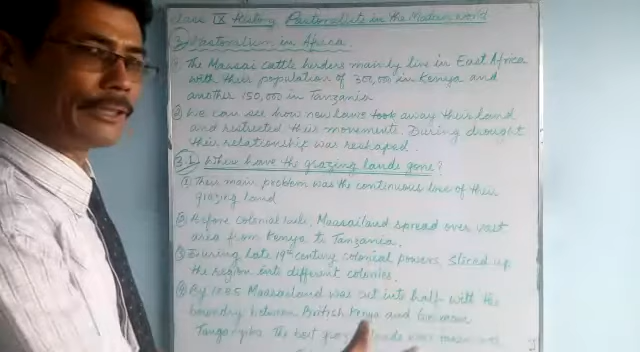 Class IX History Pastoralists in the Modern world
3. Pastoralism in Africa.
① The Massai cattle herders mainly live in East Africa
with their population of 300,000 in Kenya and
another 150,000 in Tanzania
② We can see how new laws took away their land
and restricted their movements. During drought
their relationship was reshaped.
3.1 Where have the grazing lands gone?
① Their main problem was the continuous loss of their
grazing land
② Before colonial rule, Maasailand spread over vast
area from Kenya to Tanzania.
③ During late 19th century colonial powers sliced up
the region into different colonies.
④ By 1885 Maasailand was cut into half with the
boundary between British Kenya and German
Tanganyika. The best lands were